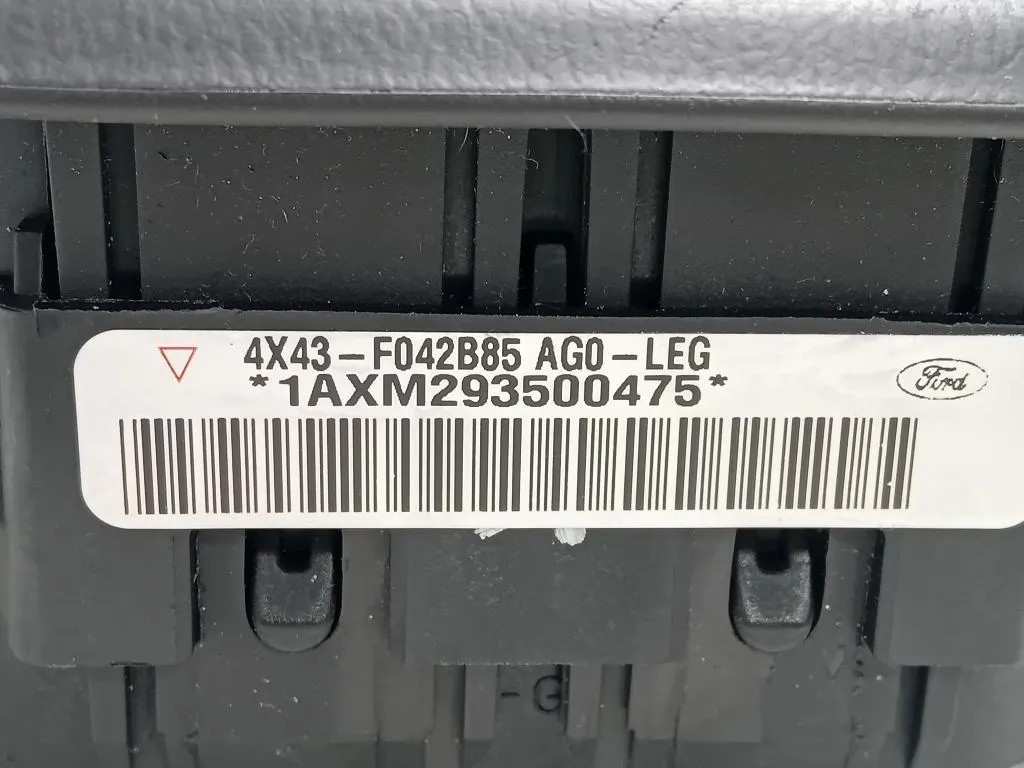 4X43-F042B85 AG0-LEG
*1AXM293500475*
Ford
-G